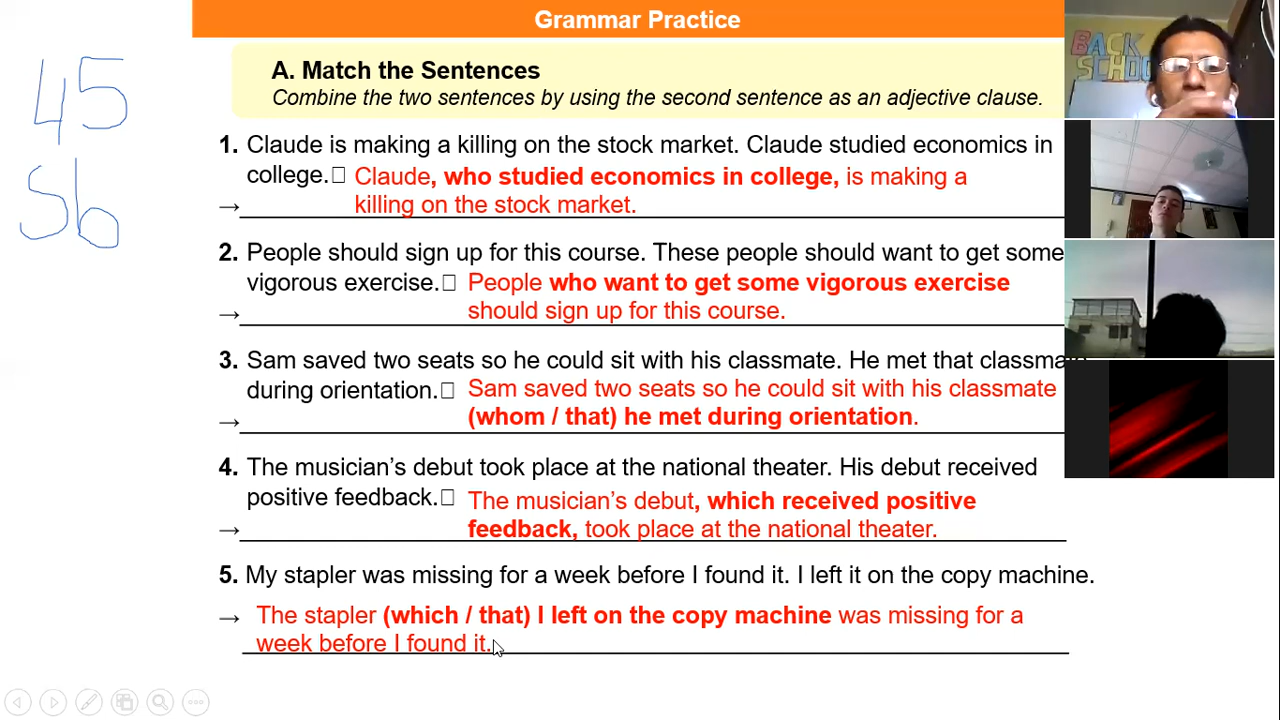 Grammar Practice
45
56
A. Match the Sentences
Combine the two sentences by using the second sentence as an adjective clause.
1. Claude is making a killing on the stock market. Claude studied economics in
college. Claude, who studied economics in college, is making a
→ killing on the stock market.
2. People should sign up for this course. These people should want to get some
vigorous exercise. People who want to get some vigorous exercise
→ should sign up for this course.
3. Sam saved two seats so he could sit with his classmate. He met that classma
during orientation. Sam saved two seats so he could sit with his classmate
→ (whom / that) he met during orientation.
4. The musician’s debut took place at the national theater. His debut received
positive feedback. The musician’s debut, which received positive
→ feedback, took place at the national theater.
5. My stapler was missing for a week before I found it. I left it on the copy machine.
→ The stapler (which / that) I left on the copy machine was missing for a
week before I found it.
BACK
SCHOO